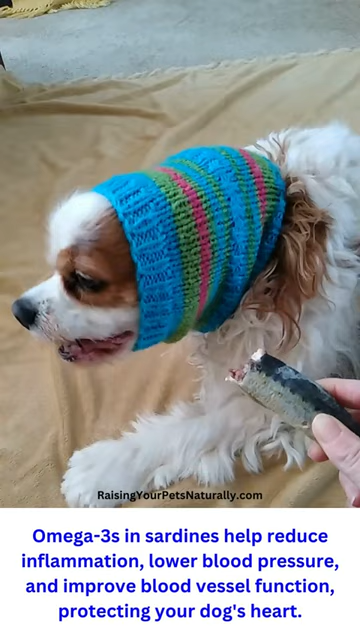 RaisingYourPetsNaturally.com
Omega-3s in sardines help reduce
inflammation, lower blood pressure,
and improve blood vessel function,
protecting your dog's heart.